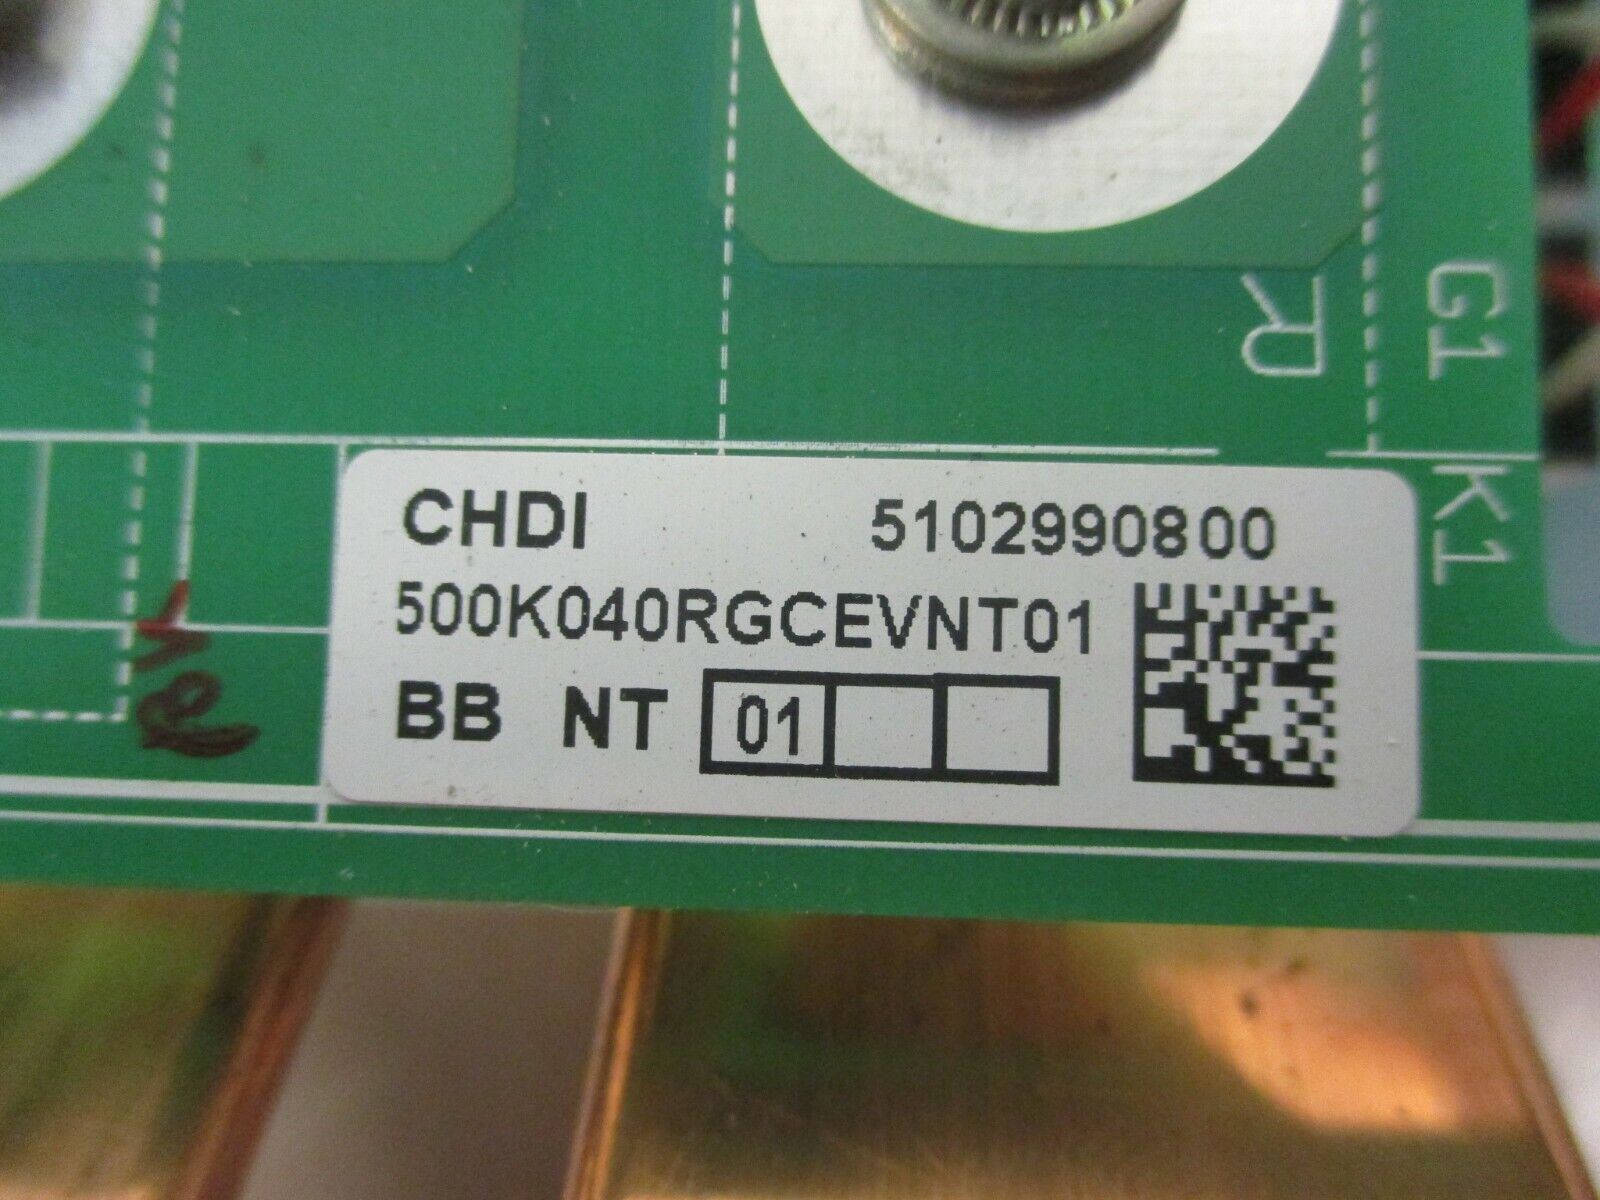 R
G1
K1
CHDI 5102990800
500K040RGCEVNT01
BB NT 01